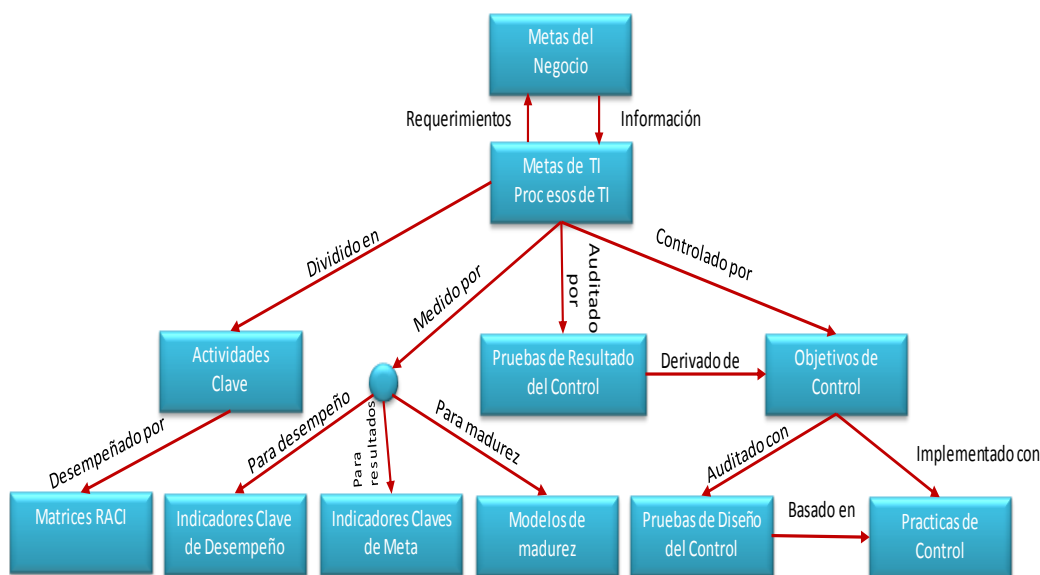 Metas del
Negocio
Requerimientos
Información
Metas de TI
Proc esos de TI
Dividido en
Medido por
Auditado
por
Controlado por
Actividades
Clave
Pruebas de Resultado
del Control
Derivado de
Objetivos de
Control
Desempeñado por
Para desempeño
Para
resultados
Para madurez
Auditado con
Implementado con
Matrices RACI
Indicadores Clave
de Desempeño
Indicadores Claves
de Meta
Modelos de
madurez
Pruebas de Diseño
del Control
Basado en
Practicas de
Control